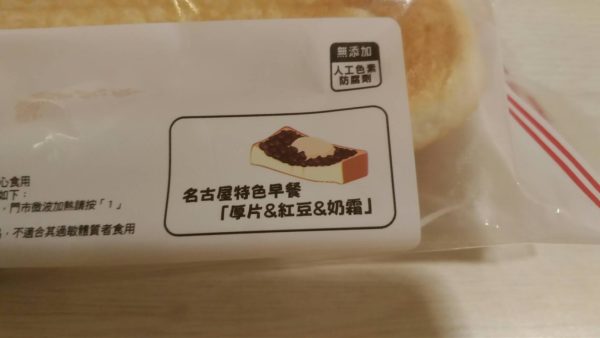 無添加
人工色素
防腐劑
名古屋特色早餐
「厚片&紅豆&奶霜」
心食用
如下：
，門市微波加熱請按「1」
，不適合其過敏體質者食用